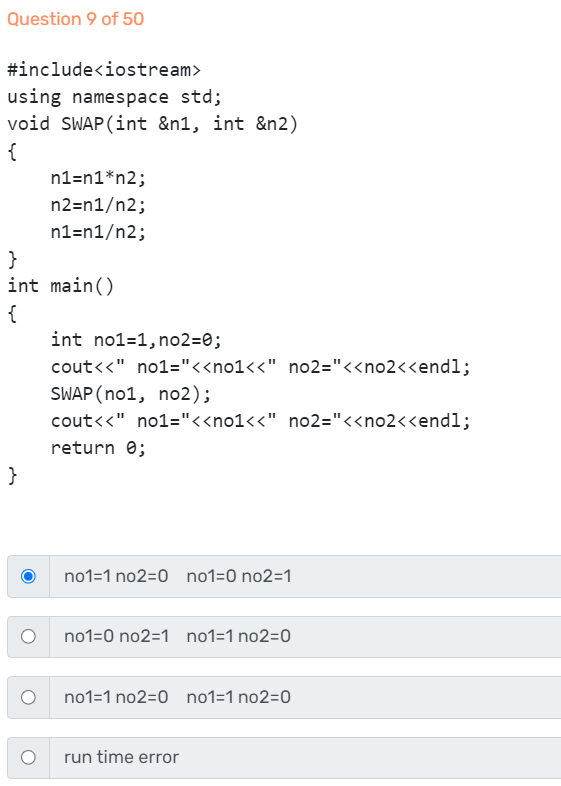 Question 9 of 50
#include<iostream>
using namespace std;
void SWAP(int &n1, int &n2)
{
    n1=n1*n2;
    n2=n1/n2;
    n1=n1/n2;
}
int main()
{
    int no1=1,no2=0;
    cout<<" no1="<<no1<<" no2="<<no2<<endl;
    SWAP(no1, no2);
    cout<<" no1="<<no1<<" no2="<<no2<<endl;
    return 0;
}
no1=1 no2=0    no1=0 no2=1
no1=0 no2=1    no1=1 no2=0
no1=1 no2=0    no1=1 no2=0
run time error